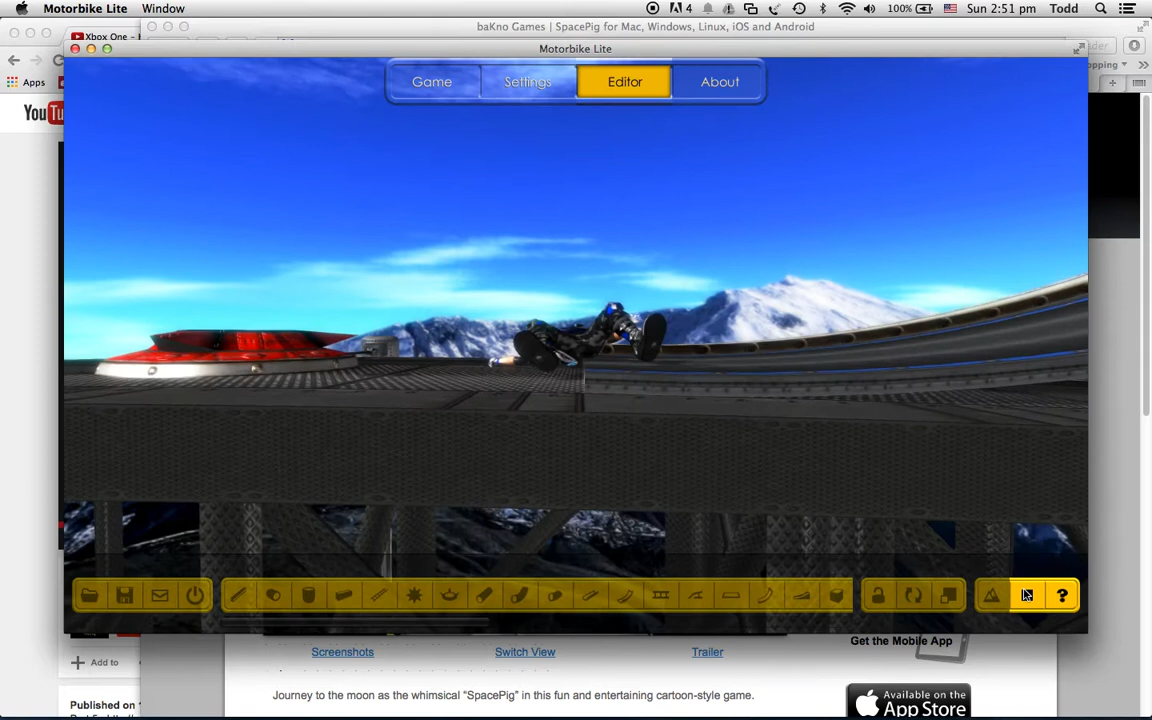 Motorbike Lite Window 4 100% Sun 2:51 pm Todd
Xbox One -
baKno Games | SpacePig for Mac, Windows, Linux, iOS and Android
Motorbike Lite
Apps
You Tu
Game Settings Editor About
?
Screenshots Switch View Trailer
Get the Mobile App
Add to
Journey to the moon as the whimsical "SpacePig" in this fun and entertaining cartoon-style game.
Published on
Available on the
App Store